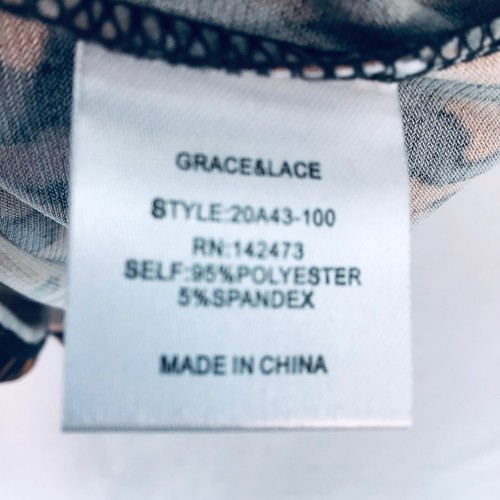 GRACE&LACE
STYLE:20A43-100
RN:142473
SELF:95%POLYESTER
5%SPANDEX
MADE IN CHINA